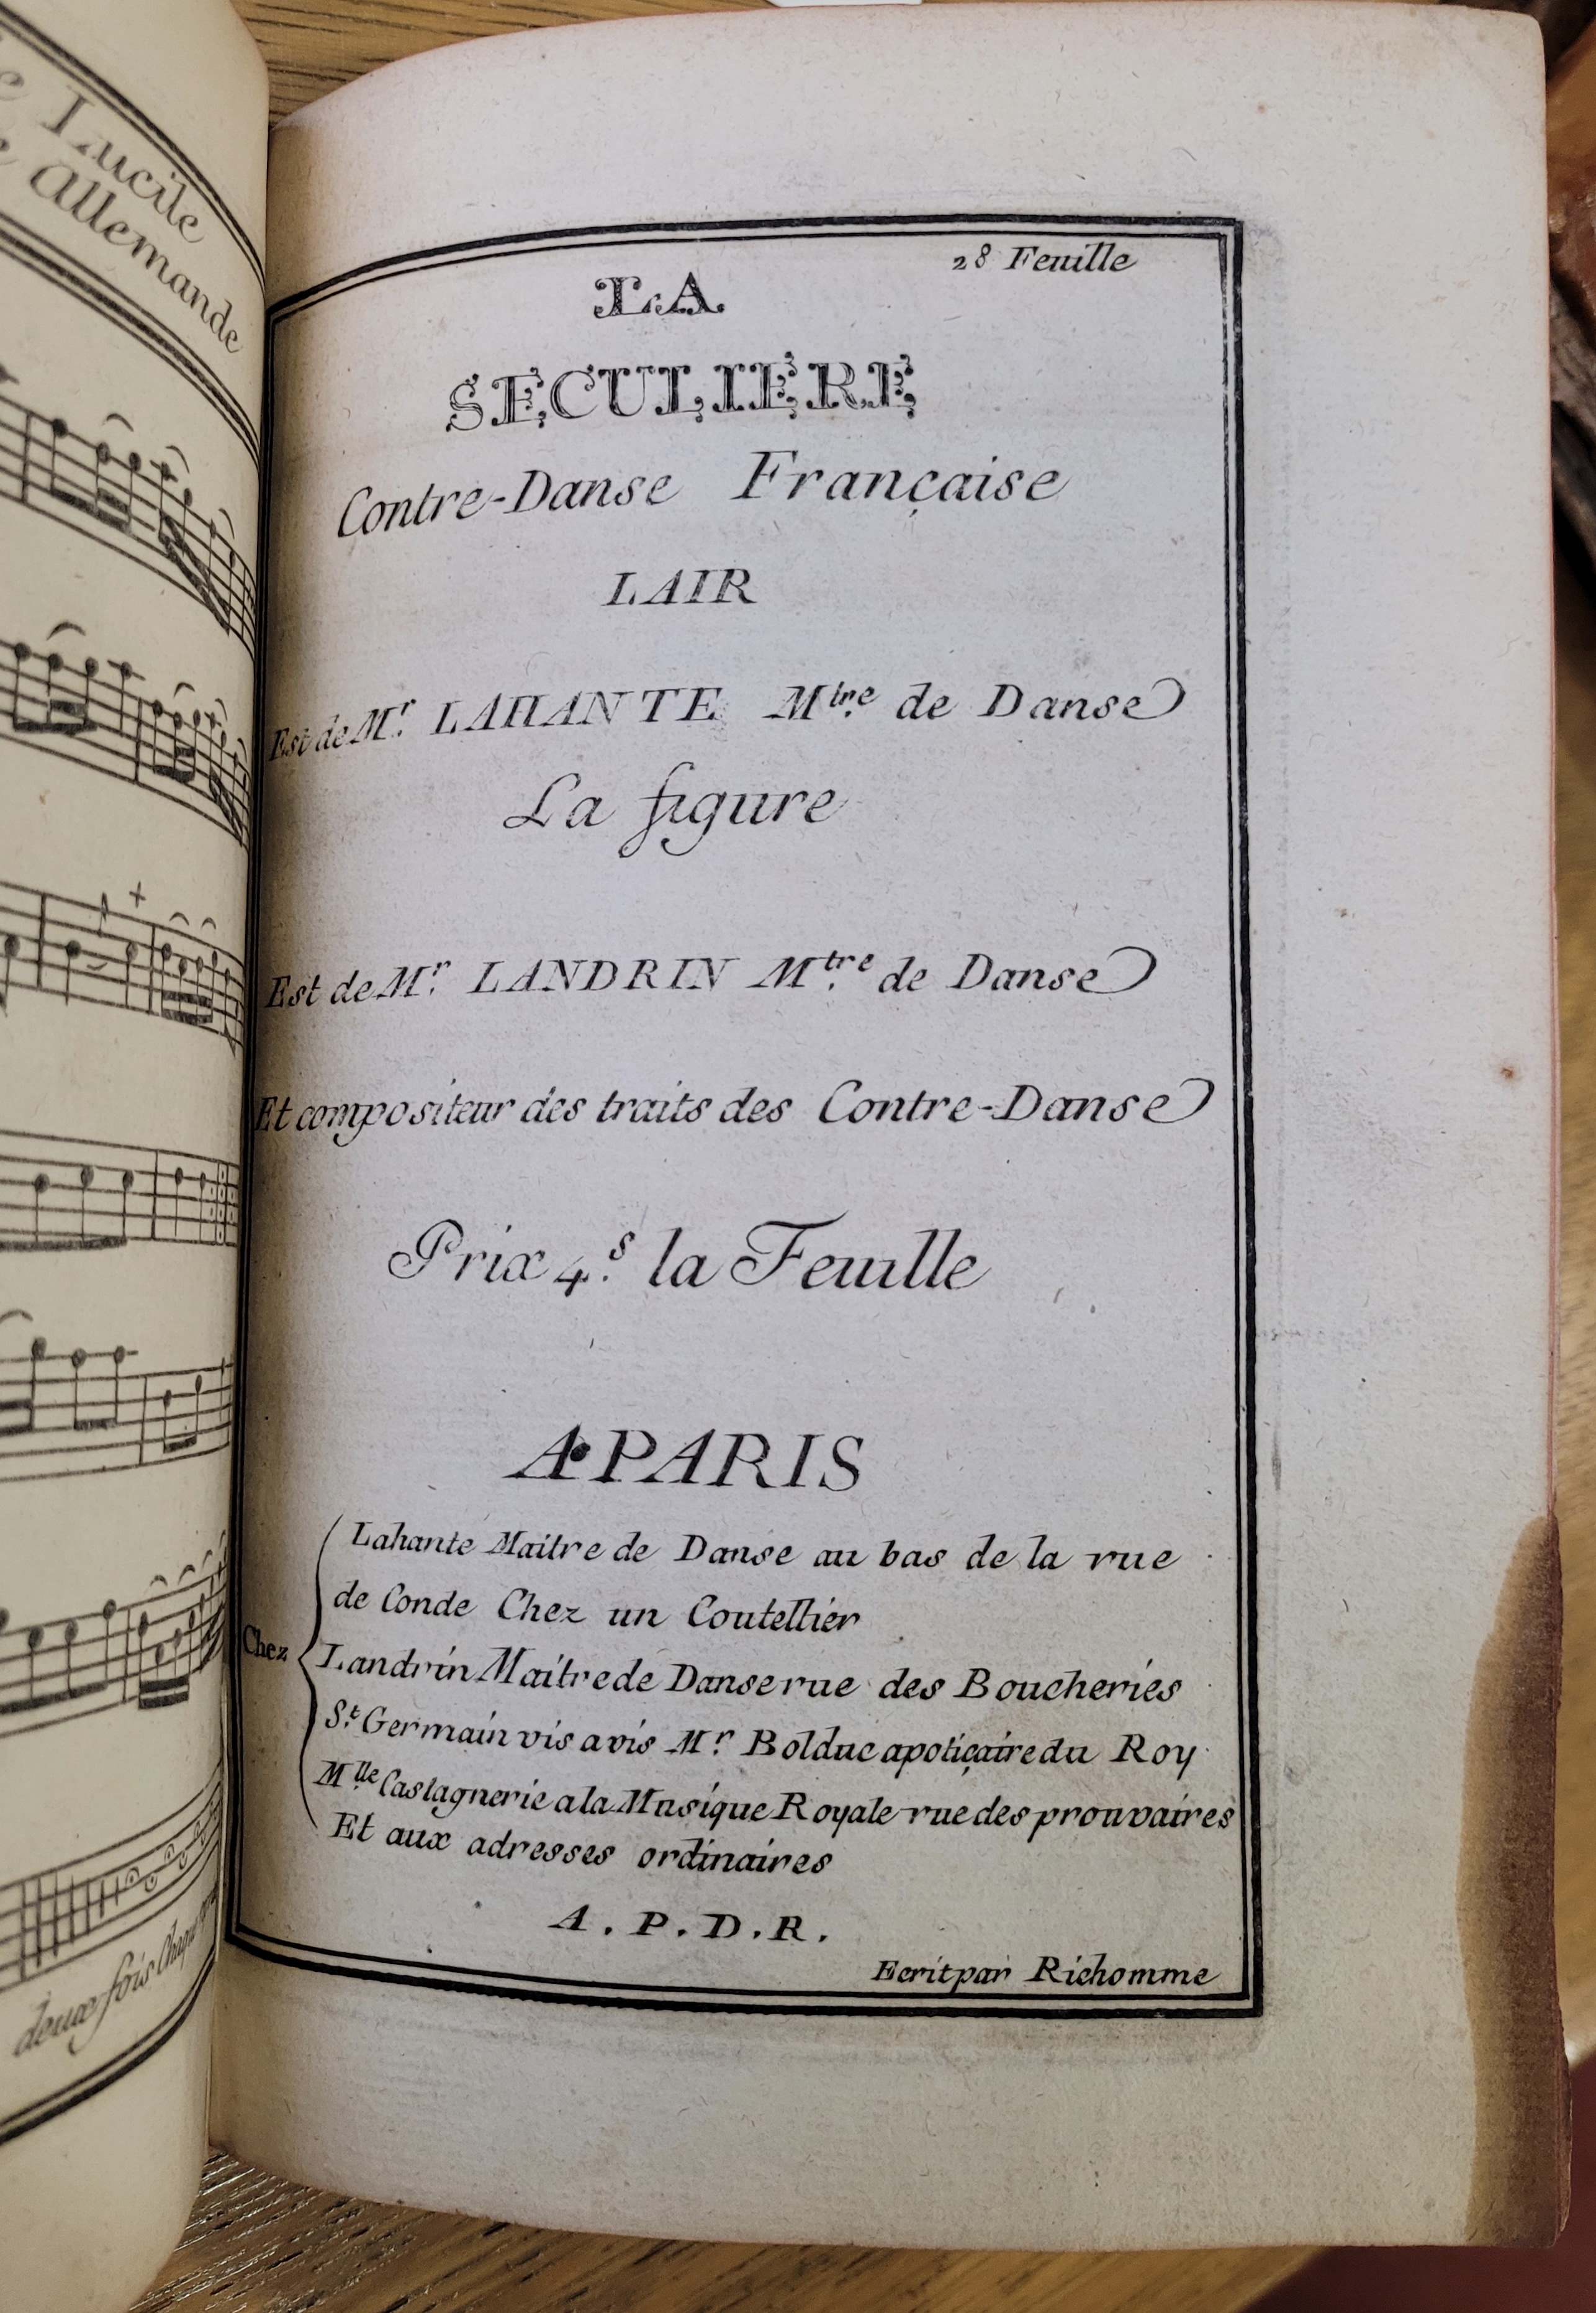 Lucile
Allemande
deux fois Chaque
28 Feuille
LA
SECULIERE
Contre-Danse Française
LAIR
Est de Mr. LAHANTE Mtre. de Danse
La figure
Est de Mr. LANDRIN Mtre. de Danse
Et compositeur des traits des Contre-Danse
Prix 4.s la Feuille
A PARIS
Lahante Maitre de Danse au bas de la rue
de Conde Chez un Coutellier
Chez
Landrin Maitre de Danse rue des Boucheries
St. Germain vis avis Mr. Bolduc apotiçaire du Roy
Mlle. Castagnerie a la Musique Royale rue des prouvaires
Et aux adresses ordinaires
A. P. D. R.
Ecrit par Richomme